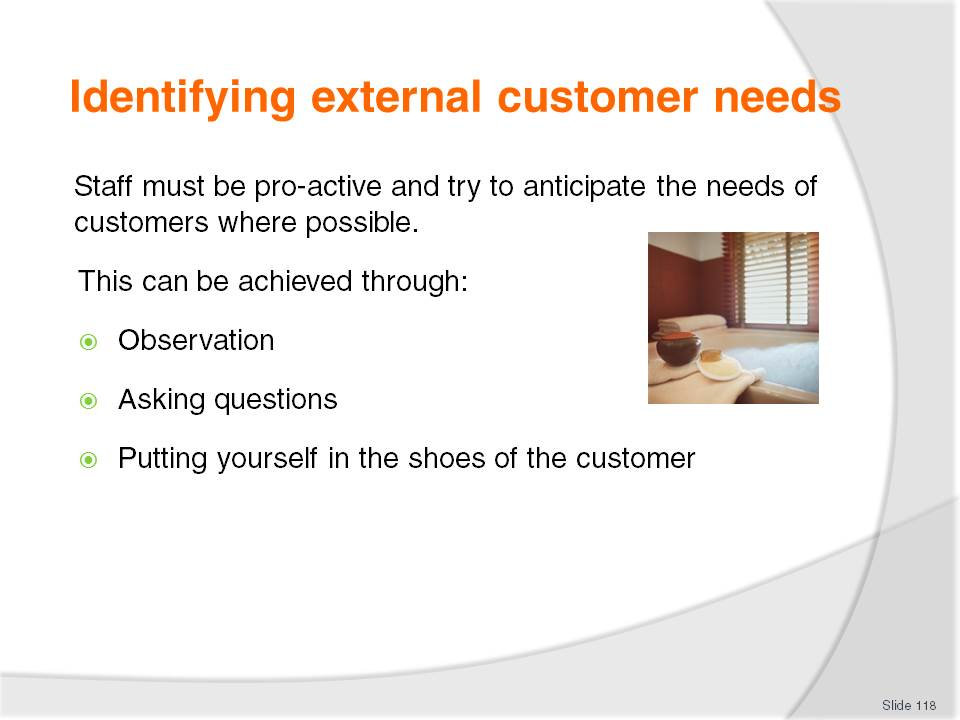 Identifying external customer needs
Staff must be pro-active and try to anticipate the needs of
customers where possible.
This can be achieved through:
Observation
Asking questions
Putting yourself in the shoes of the customer
Slide 118